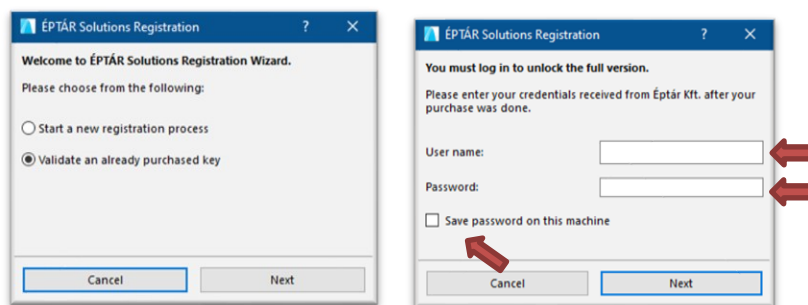 ÉPTÁR Solutions Registration ? ✕
Welcome to ÉPTÁR Solutions Registration Wizard.
Please choose from the following:
Start a new registration process
Validate an already purchased key
Cancel Next
ÉPTÁR Solutions Registration ? ✕
You must log in to unlock the full version.
Please enter your credentials received from Éptár Kft. after your
purchase was done.
User name:
Password:
Save password on this machine
Cancel Next